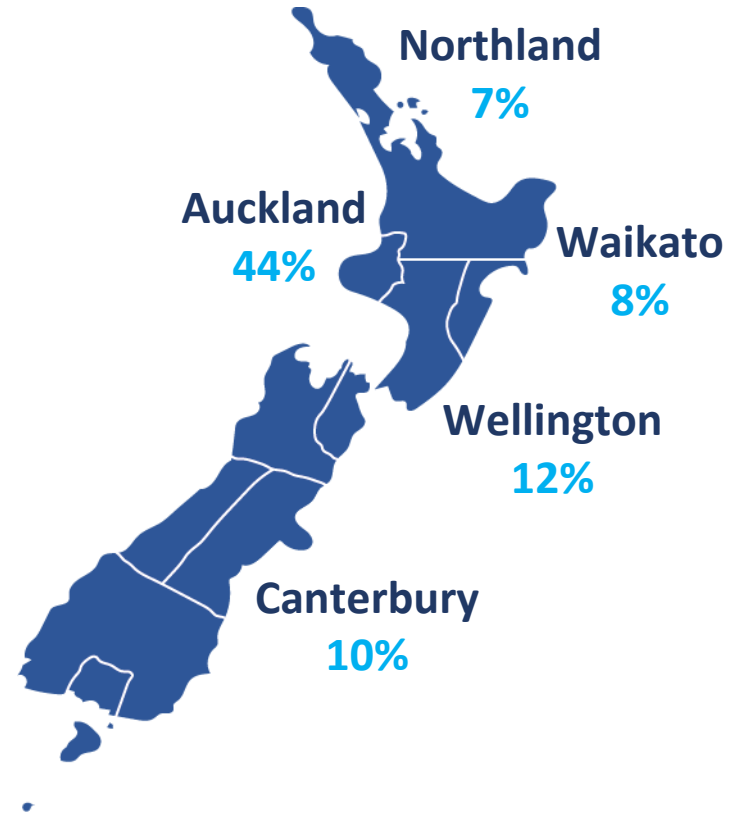 Northland
7%
Auckland
44%
Waikato
8%
Wellington
12%
Canterbury
10%